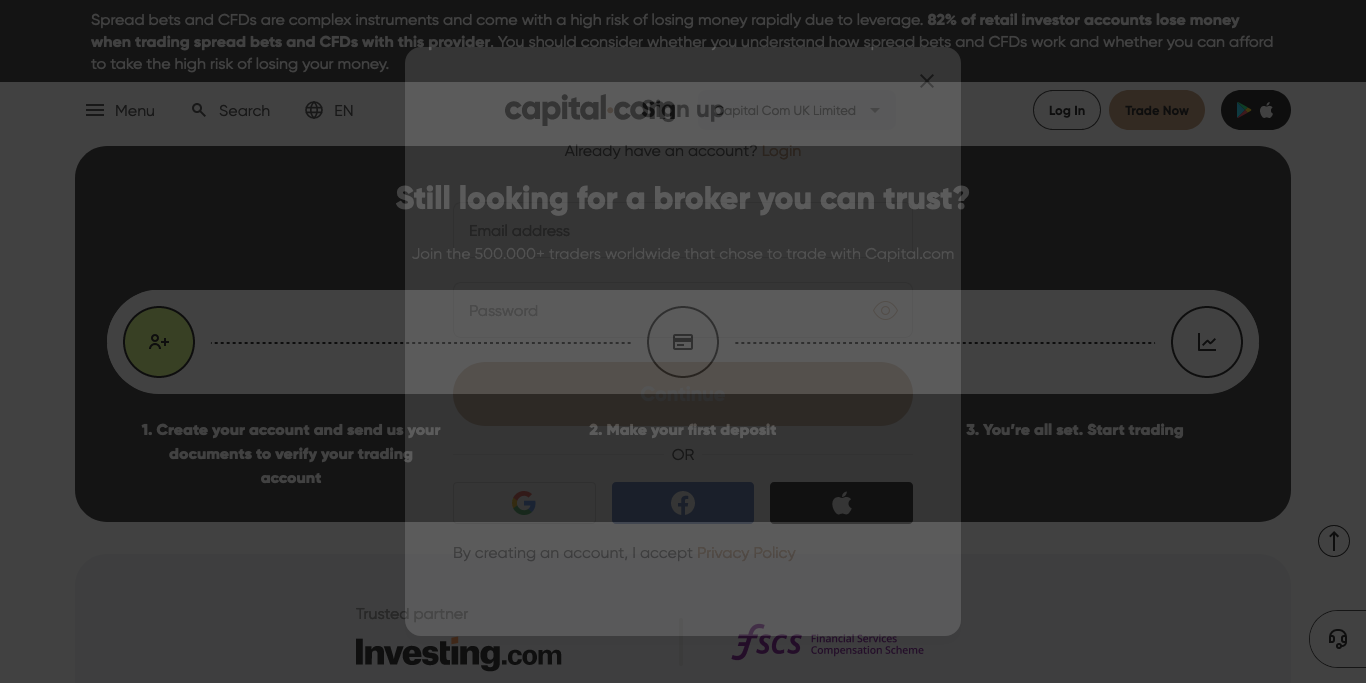 Spread bets and CFDs are complex instruments and come with a high risk of losing money rapidly due to leverage. 82% of retail investor accounts lose money
when trading spread bets and CFDs with this provider. You should consider whether you understand how spread bets and CFDs work and whether you can afford
to take the high risk of losing your money.
Menu
Search
EN
capital.com
Capital Com UK Limited
Log In
Trade Now
Sign up
Already have an account? Login
Still looking for a broker you can trust?
Email address
Join the 500.000+ traders worldwide that chose to trade with Capital.com
Password
Continue
1. Create your account and send us your
documents to verify your trading
account
2. Make your first deposit
3. You’re all set. Start trading
OR
By creating an account, I accept Privacy Policy
Trusted partner
Investing.com
fscs
Financial Services
Compensation Scheme